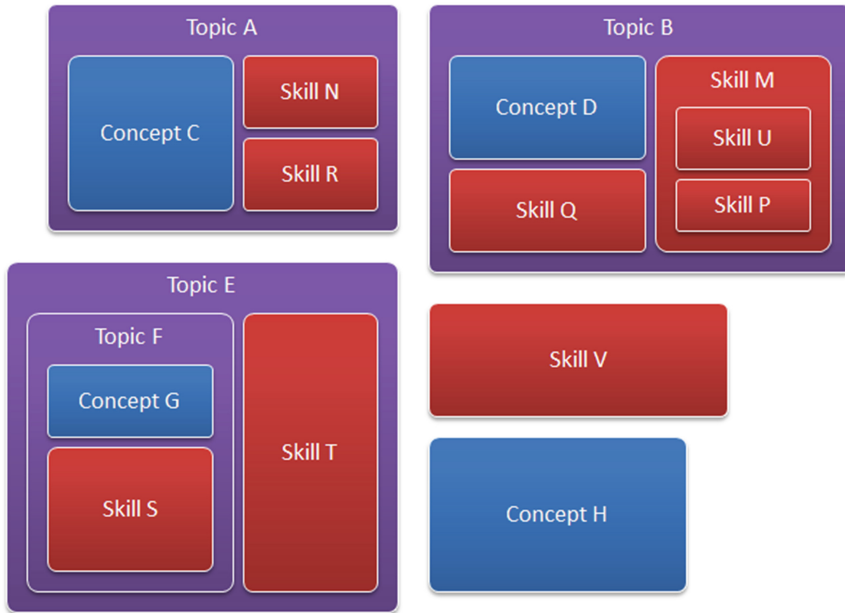 Topic A
Concept C
Skill N
Skill R
Topic B
Concept D
Skill Q
Skill M
Skill U
Skill P
Topic E
Topic F
Concept G
Skill S
Skill T
Skill V
Concept H